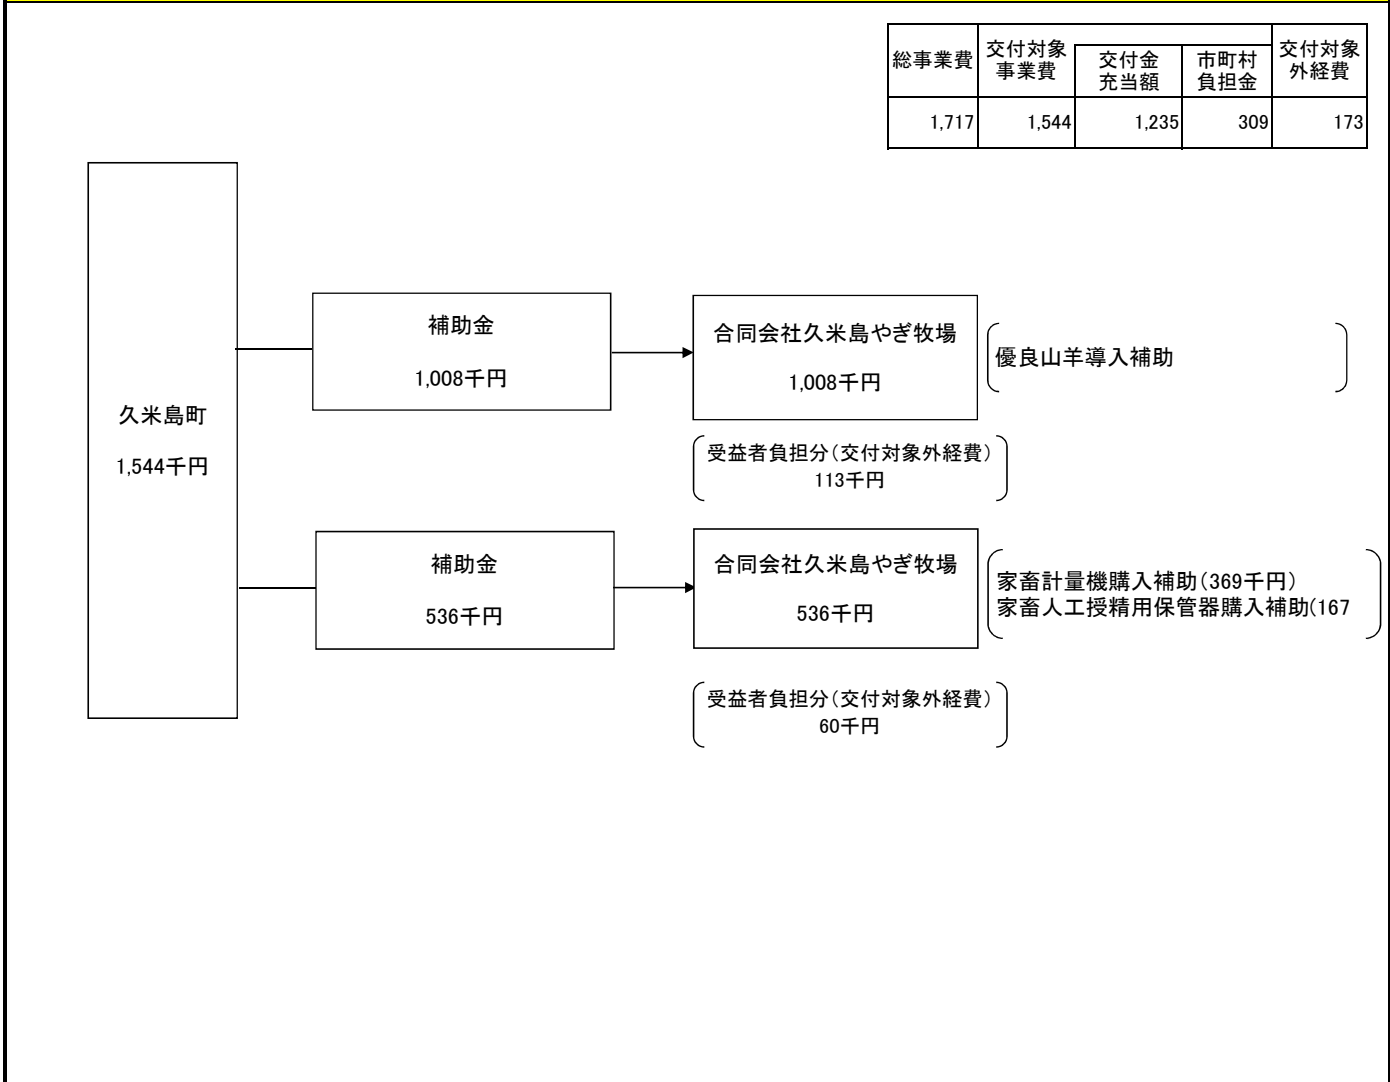 総事業費
交付対象
事業費
交付金
充当額
市町村
負担金
交付対象
外経費
1,717 1,544 1,235 309 173
久米島町
1,544千円
補助金
1,008千円
合同会社久米島やぎ牧場
1,008千円
優良山羊導入補助
受益者負担分（交付対象外経費）
113千円
補助金
536千円
合同会社久米島やぎ牧場
536千円
家畜計量機購入補助（369千円）
家畜人工授精用保管器購入補助（167
受益者負担分（交付対象外経費）
60千円